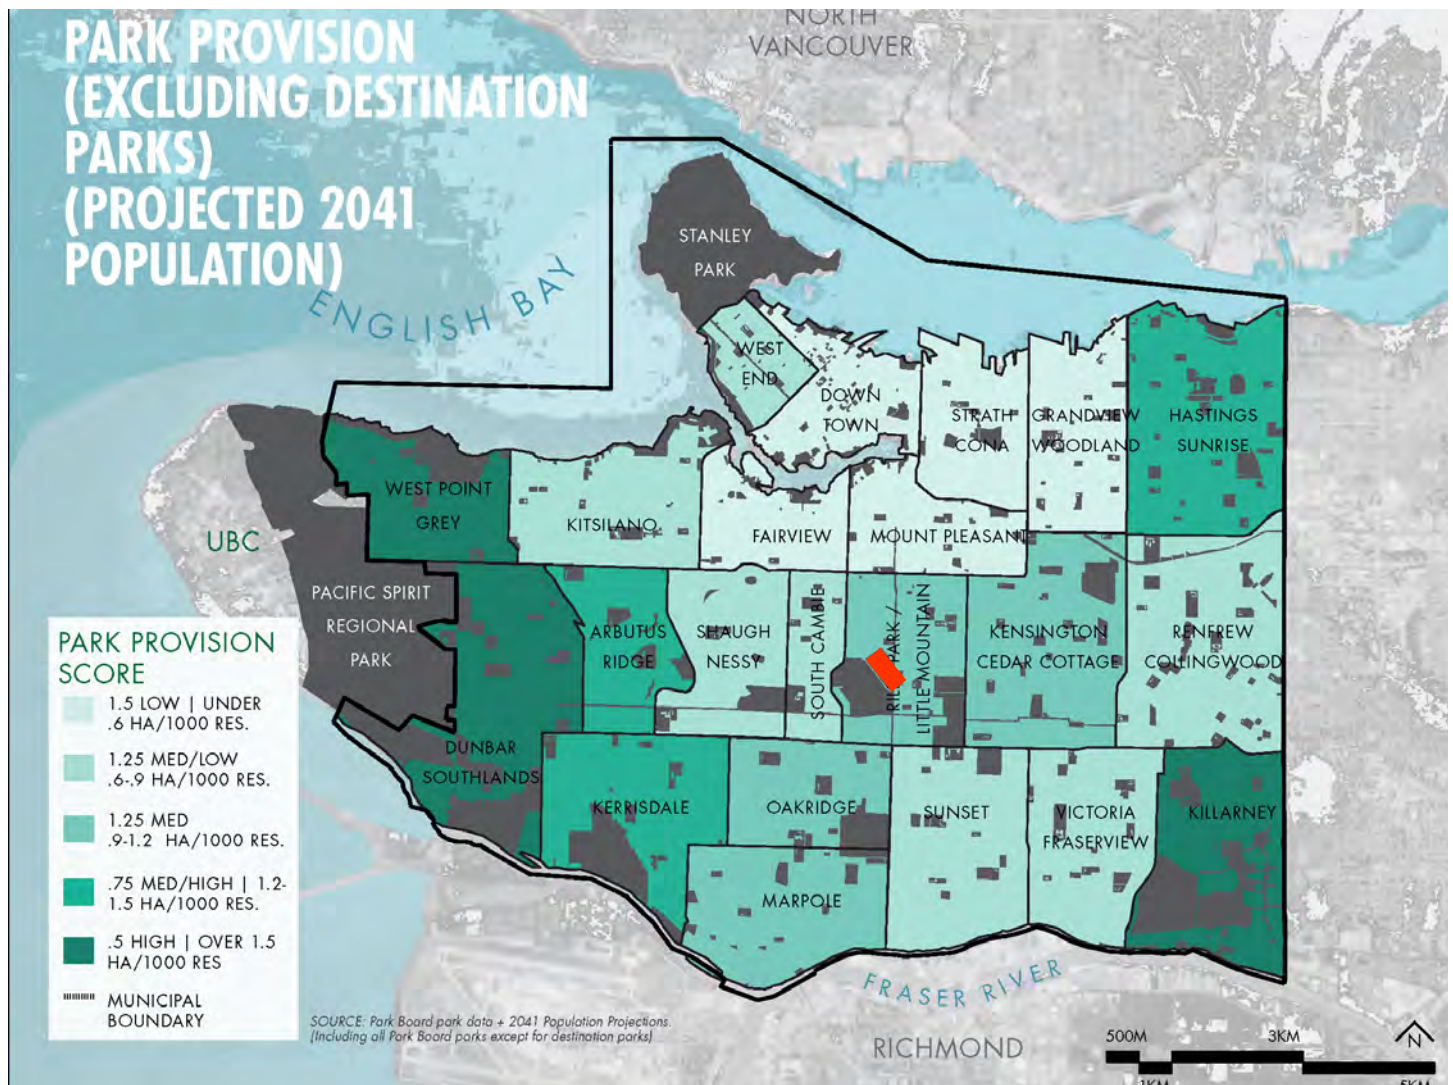 PARK PROVISION
(EXCLUDING DESTINATION
PARKS)
(PROJECTED 2041
POPULATION)
NORTH
VANCOUVER
ENGLISH BAY
STANLEY
PARK
WEST
END
DOWN
TOWN
STRATH
CONA
GRANDVIEW
WOODLAND
HASTINGS
SUNRISE
WEST POINT
GREY
KITSILANO
FAIRVIEW
MOUNT PLEASANT
UBC
PACIFIC SPIRIT
REGIONAL
PARK
ARBUTUS
RIDGE
SHAUGH
NESSY
SOUTH CAMBIE
PARK /
LITTLE MOUNTAIN
KENSINGTON
CEDAR COTTAGE
RENFREW
COLLINGWOOD
DUNBAR
SOUTHLANDS
KERRISDALE
OAKRIDGE
SUNSET
VICTORIA
FRASERVIEW
KILLARNEY
MARPOLE
FRASER RIVER
RICHMOND
PARK PROVISION
SCORE
1.5 LOW | UNDER
.6 HA/1000 RES.
1.25 MED/LOW
.6-.9 HA/1000 RES.
1.25 MED
.9-1.2 HA/1000 RES.
.75 MED/HIGH | 1.2-
1.5 HA/1000 RES.
.5 HIGH | OVER 1.5
HA/1000 RES
MUNICIPAL
BOUNDARY
SOURCE: Park Board park data + 2041 Population Projections.
(Including all Park Board parks except for destination parks)
500M
3KM
1KM
5KM
N